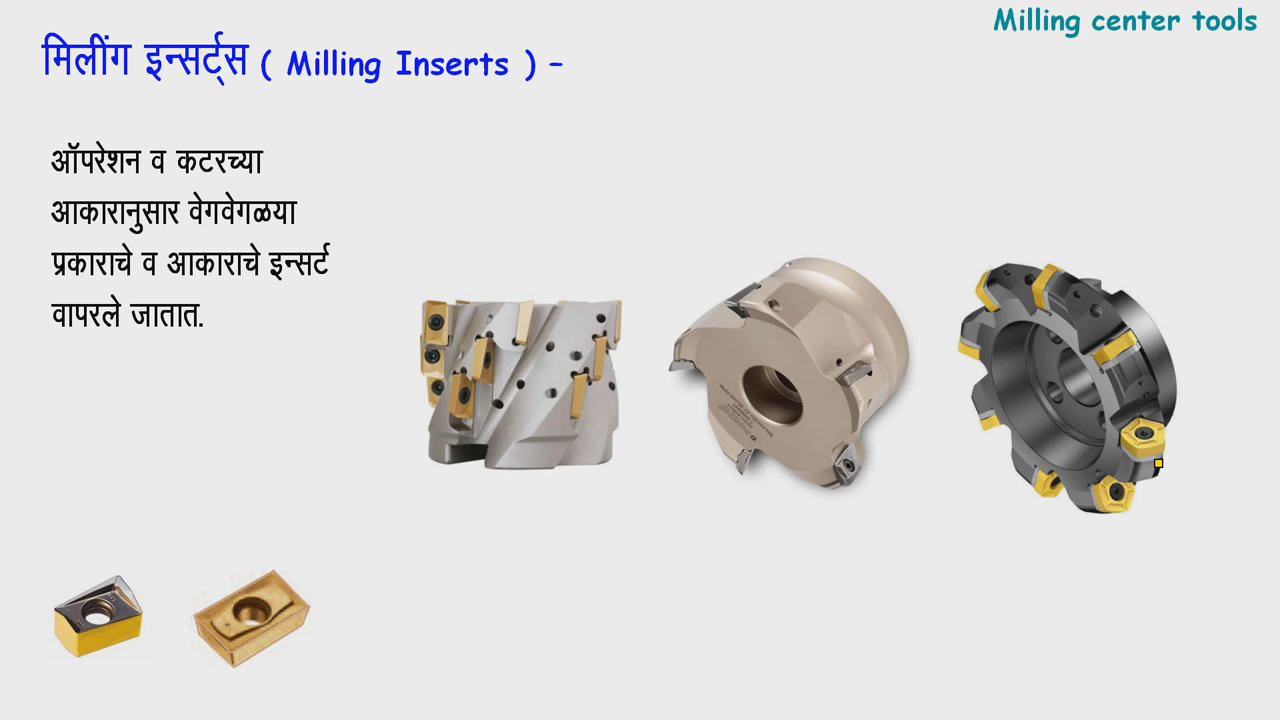 Milling center tools
मिलींग इन्सर्ट्स ( Milling Inserts ) –
ऑपरेशन व कटरच्या
आकारानुसार वेगवेगळया
प्रकाराचे व आकाराचे इन्सर्ट
वापरले जातात.